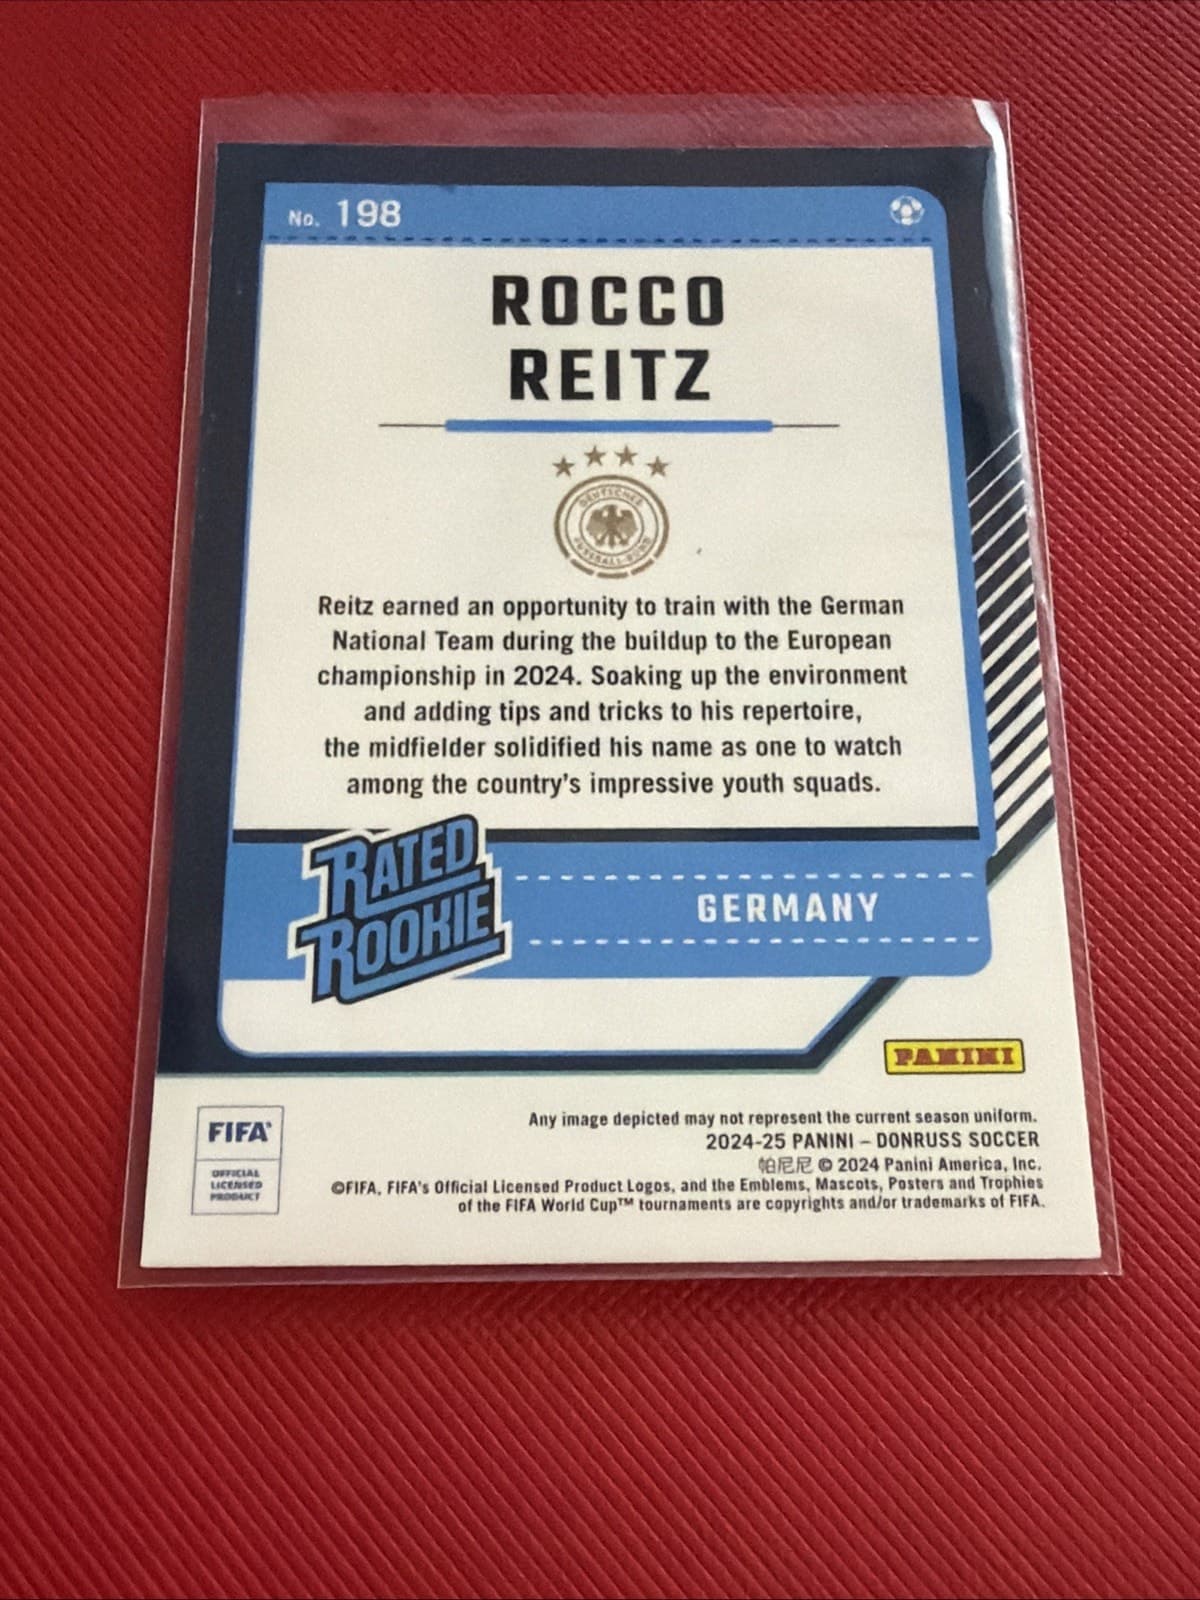 No. 198
ROCCO
REITZ
DEUTSCHER
FUSSBALL-BUND
Reitz earned an opportunity to train with the German
National Team during the buildup to the European
championship in 2024. Soaking up the environment
and adding tips and tricks to his repertoire,
the midfielder solidified his name as one to watch
among the country's impressive youth squads.
RATED
ROOKIE
GERMANY
PANINI
FIFA®
OFFICIAL
LICENSED
PRODUCT
Any image depicted may not represent the current season uniform.
2024-25 PANINI – DONRUSS SOCCER
帕尼尼 © 2024 Panini America, Inc.
©FIFA, FIFA's Official Licensed Product Logos, and the Emblems, Mascots, Posters and Trophies
of the FIFA World Cup™ tournaments are copyrights and/or trademarks of FIFA.